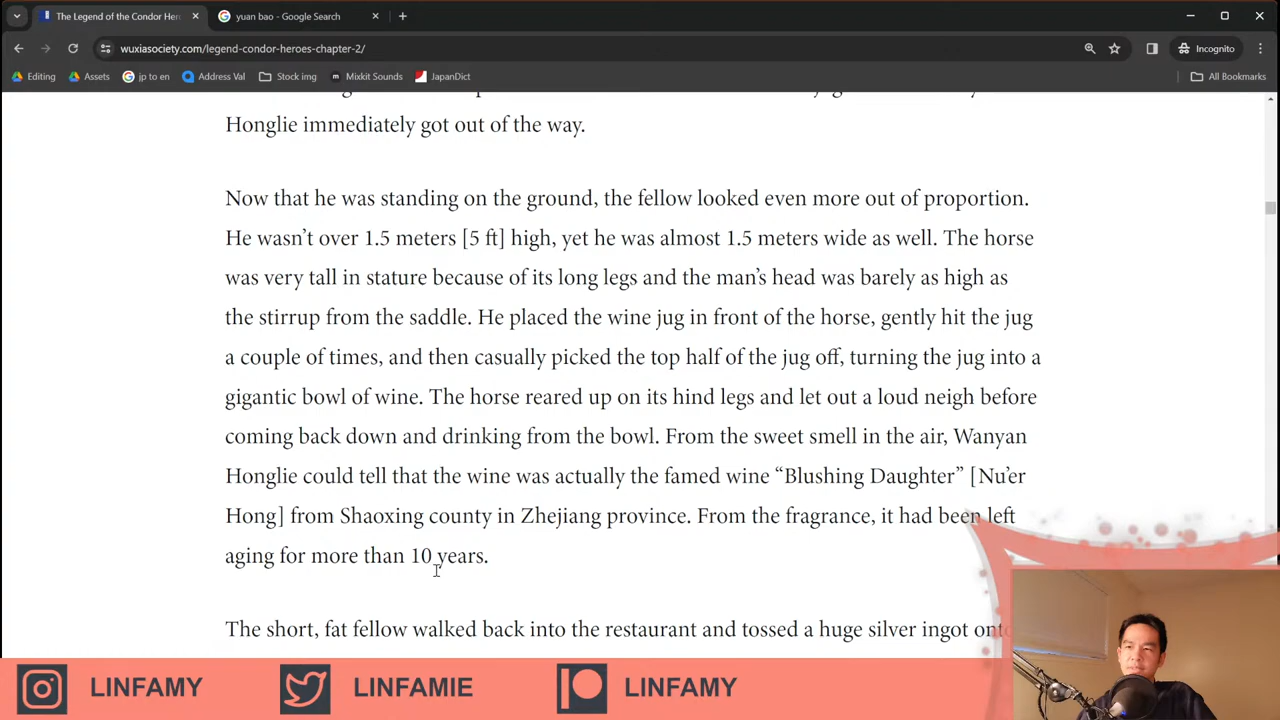 The Legend of the Condor Her
yuan bao - Google Search
wuxiasociety.com/legend-condor-heroes-chapter-2/
Incognito
Editing
Assets
jp to en
Address Val
Stock img
Mixkit Sounds
JapanDict
All Bookmarks
Honglie immediately got out of the way.
Now that he was standing on the ground, the fellow looked even more out of proportion.
He wasn't over 1.5 meters [5 ft] high, yet he was almost 1.5 meters wide as well. The horse
was very tall in stature because of its long legs and the man's head was barely as high as
the stirrup from the saddle. He placed the wine jug in front of the horse, gently hit the jug
a couple of times, and then casually picked the top half of the jug off, turning the jug into a
gigantic bowl of wine. The horse reared up on its hind legs and let out a loud neigh before
coming back down and drinking from the bowl. From the sweet smell in the air, Wanyan
Honglie could tell that the wine was actually the famed wine “Blushing Daughter” [Nu'er
Hong] from Shaoxing county in Zhejiang province. From the fragrance, it had been left
aging for more than 10 years.
The short, fat fellow walked back into the restaurant and tossed a huge silver ingot
LINFAMY
LINFAMIE
LINFAMY